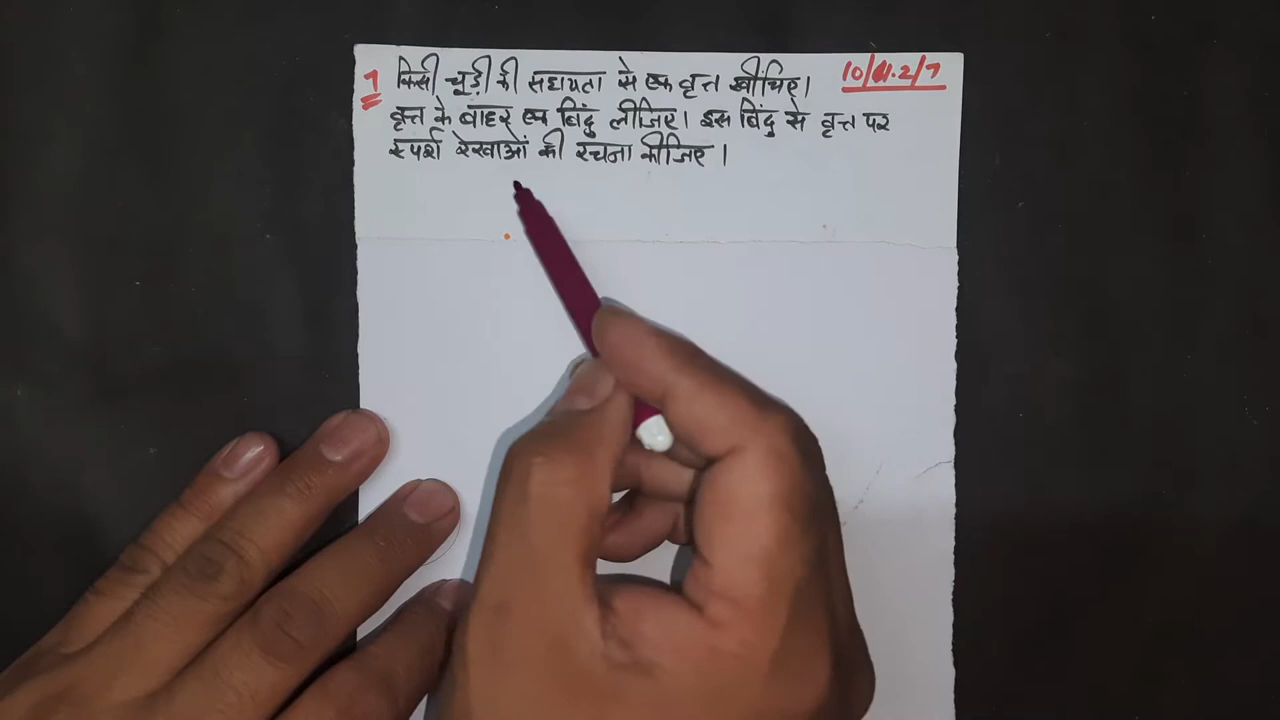 1 किसी चूड़ी की सहायता से एक वृत्त खींचिए। 10/11.2/7
वृत्त के बाहर एक बिंदु लीजिए। इस बिंदु से वृत्त पर
स्पर्श रेखाओं की रचना कीजिए।